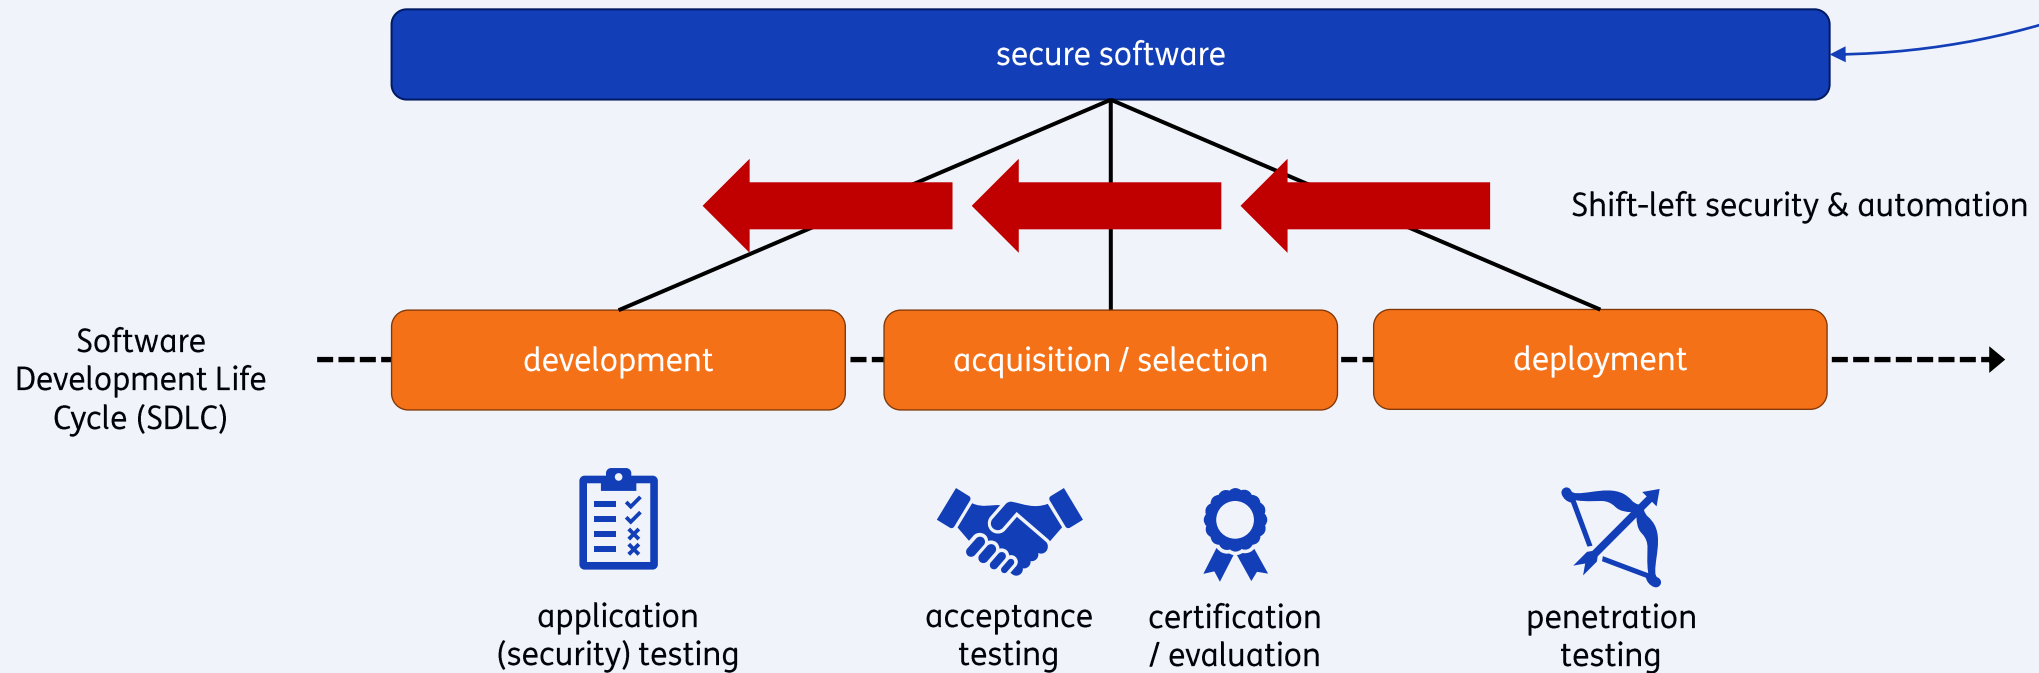 secure software
Shift-left security & automation
Software
Development Life
Cycle (SDLC)
development
acquisition / selection
deployment
application
(security) testing
acceptance
testing
certification
/ evaluation
penetration
testing